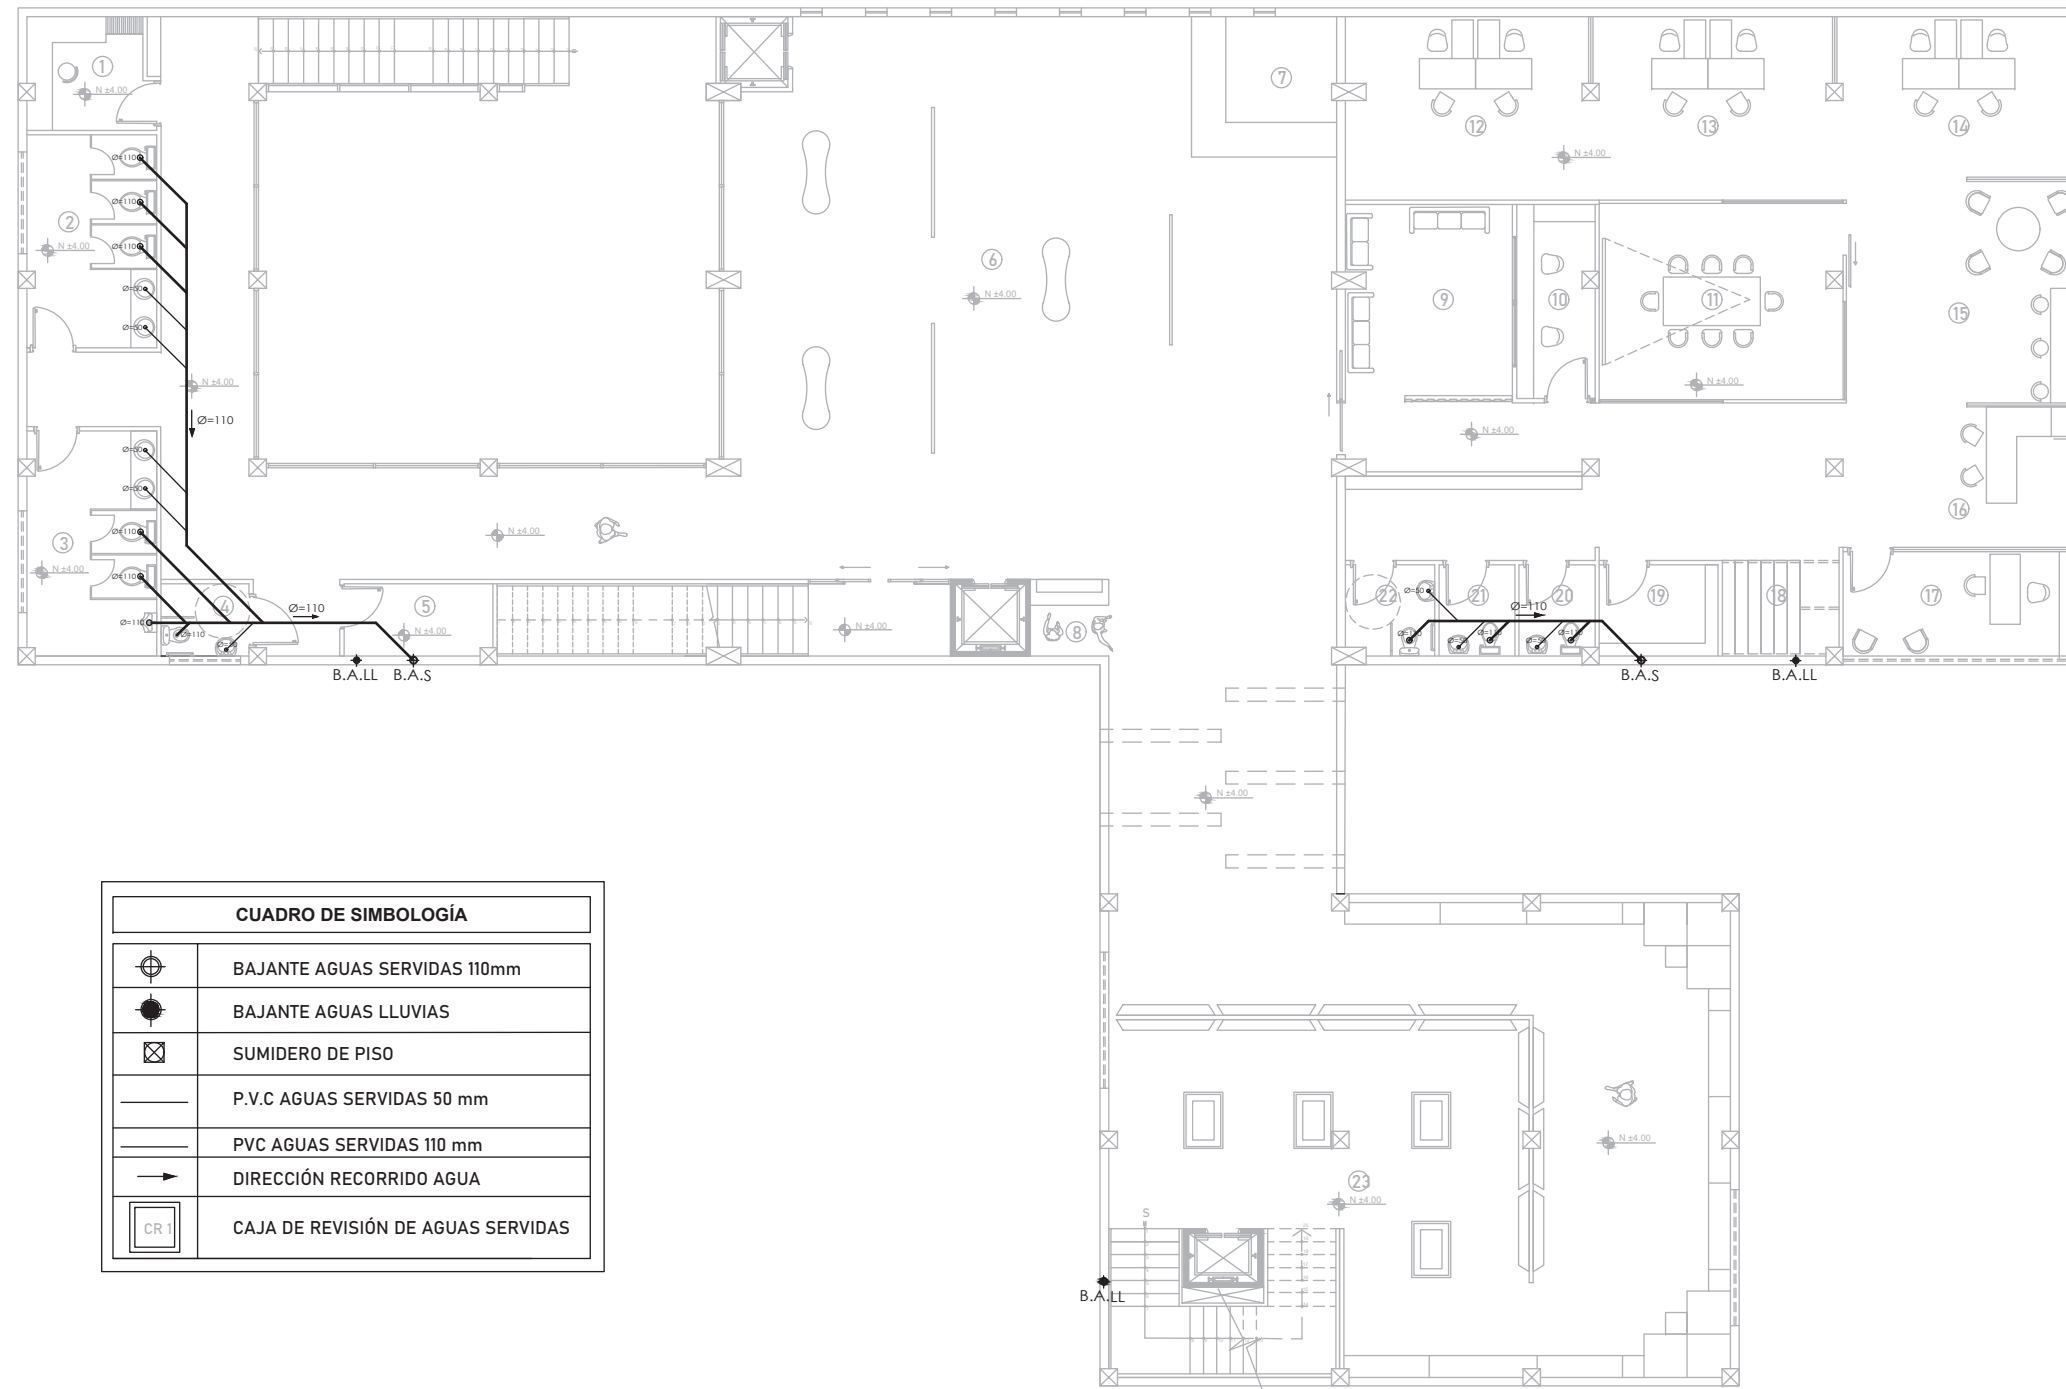 1
N ±4.00
7
12
13
14
N ±4.00
Ø=110
Ø=110
2
N ±4.00
Ø=110
Ø=50
Ø=50
6
N ±4.00
9
10
11
15
N ±4.00
N ±4.00
Ø=110
N ±4.00
Ø=50
Ø=50
16
Ø=110
3
N ±4.00
N ±4.00
Ø=110
4
Ø=110
5
N ±4.00
Ø=110
Ø=110
N ±4.00
8
22
Ø=50
21
20
19
18
17
Ø=110
B.A.LL
B.A.S
B.A.S
B.A.LL
N ±4.00
CUADRO DE SIMBOLOGÍA
BAJANTE AGUAS SERVIDAS 110mm
BAJANTE AGUAS LLUVIAS
SUMIDERO DE PISO
P.V.C AGUAS SERVIDAS 50 mm
PVC AGUAS SERVIDAS 110 mm
DIRECCIÓN RECORRIDO AGUA
CR 1
CAJA DE REVISIÓN DE AGUAS SERVIDAS
N ±4.00
23
N ±4.00
S
B.A.LL